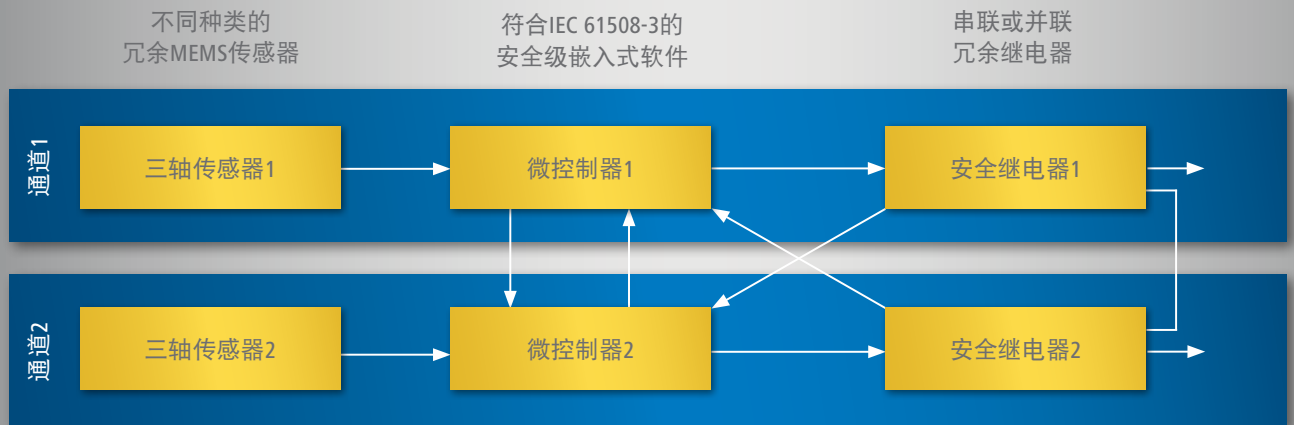 不同种类的
冗余MEMS传感器
符合IEC 61508-3的
安全级嵌入式软件
串联或并联
冗余继电器
通道1
三轴传感器1
微控制器1
安全继电器1
通道2
三轴传感器2
微控制器2
安全继电器2